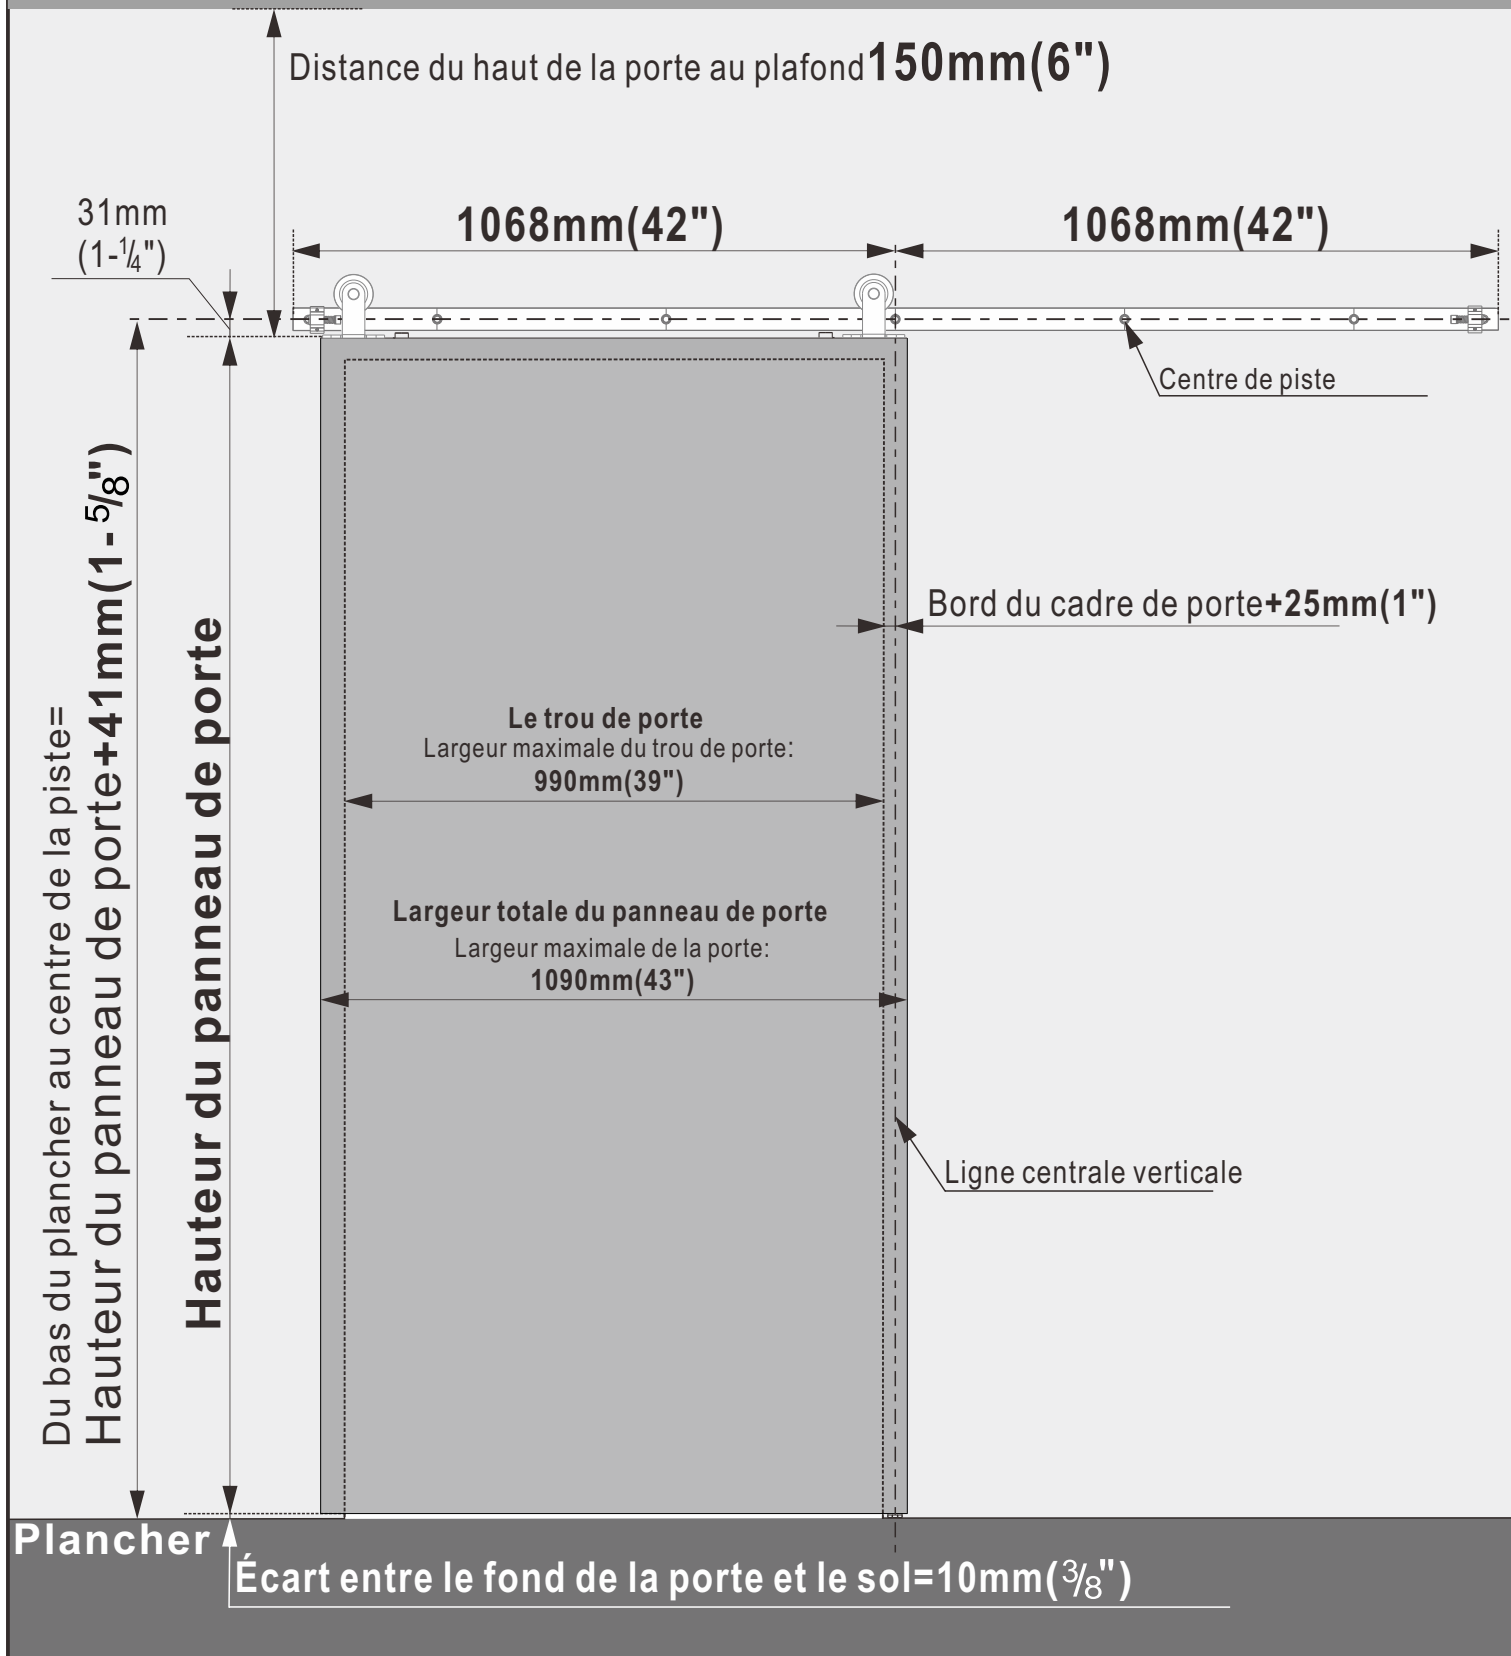 Distance du haut de la porte au plafond 150mm(6")
31mm
(1-1/4")
1068mm(42")
1068mm(42")
Centre de piste
Bord du cadre de porte+25mm(1")
Du bas du plancher au centre de la piste=
Hauteur du panneau de porte+41mm(1-5/8")
Hauteur du panneau de porte
Le trou de porte
Largeur maximale du trou de porte:
990mm(39")
Largeur totale du panneau de porte
Largeur maximale de la porte:
1090mm(43")
Ligne centrale verticale
Plancher
Écart entre le fond de la porte et le sol=10mm(3/8")